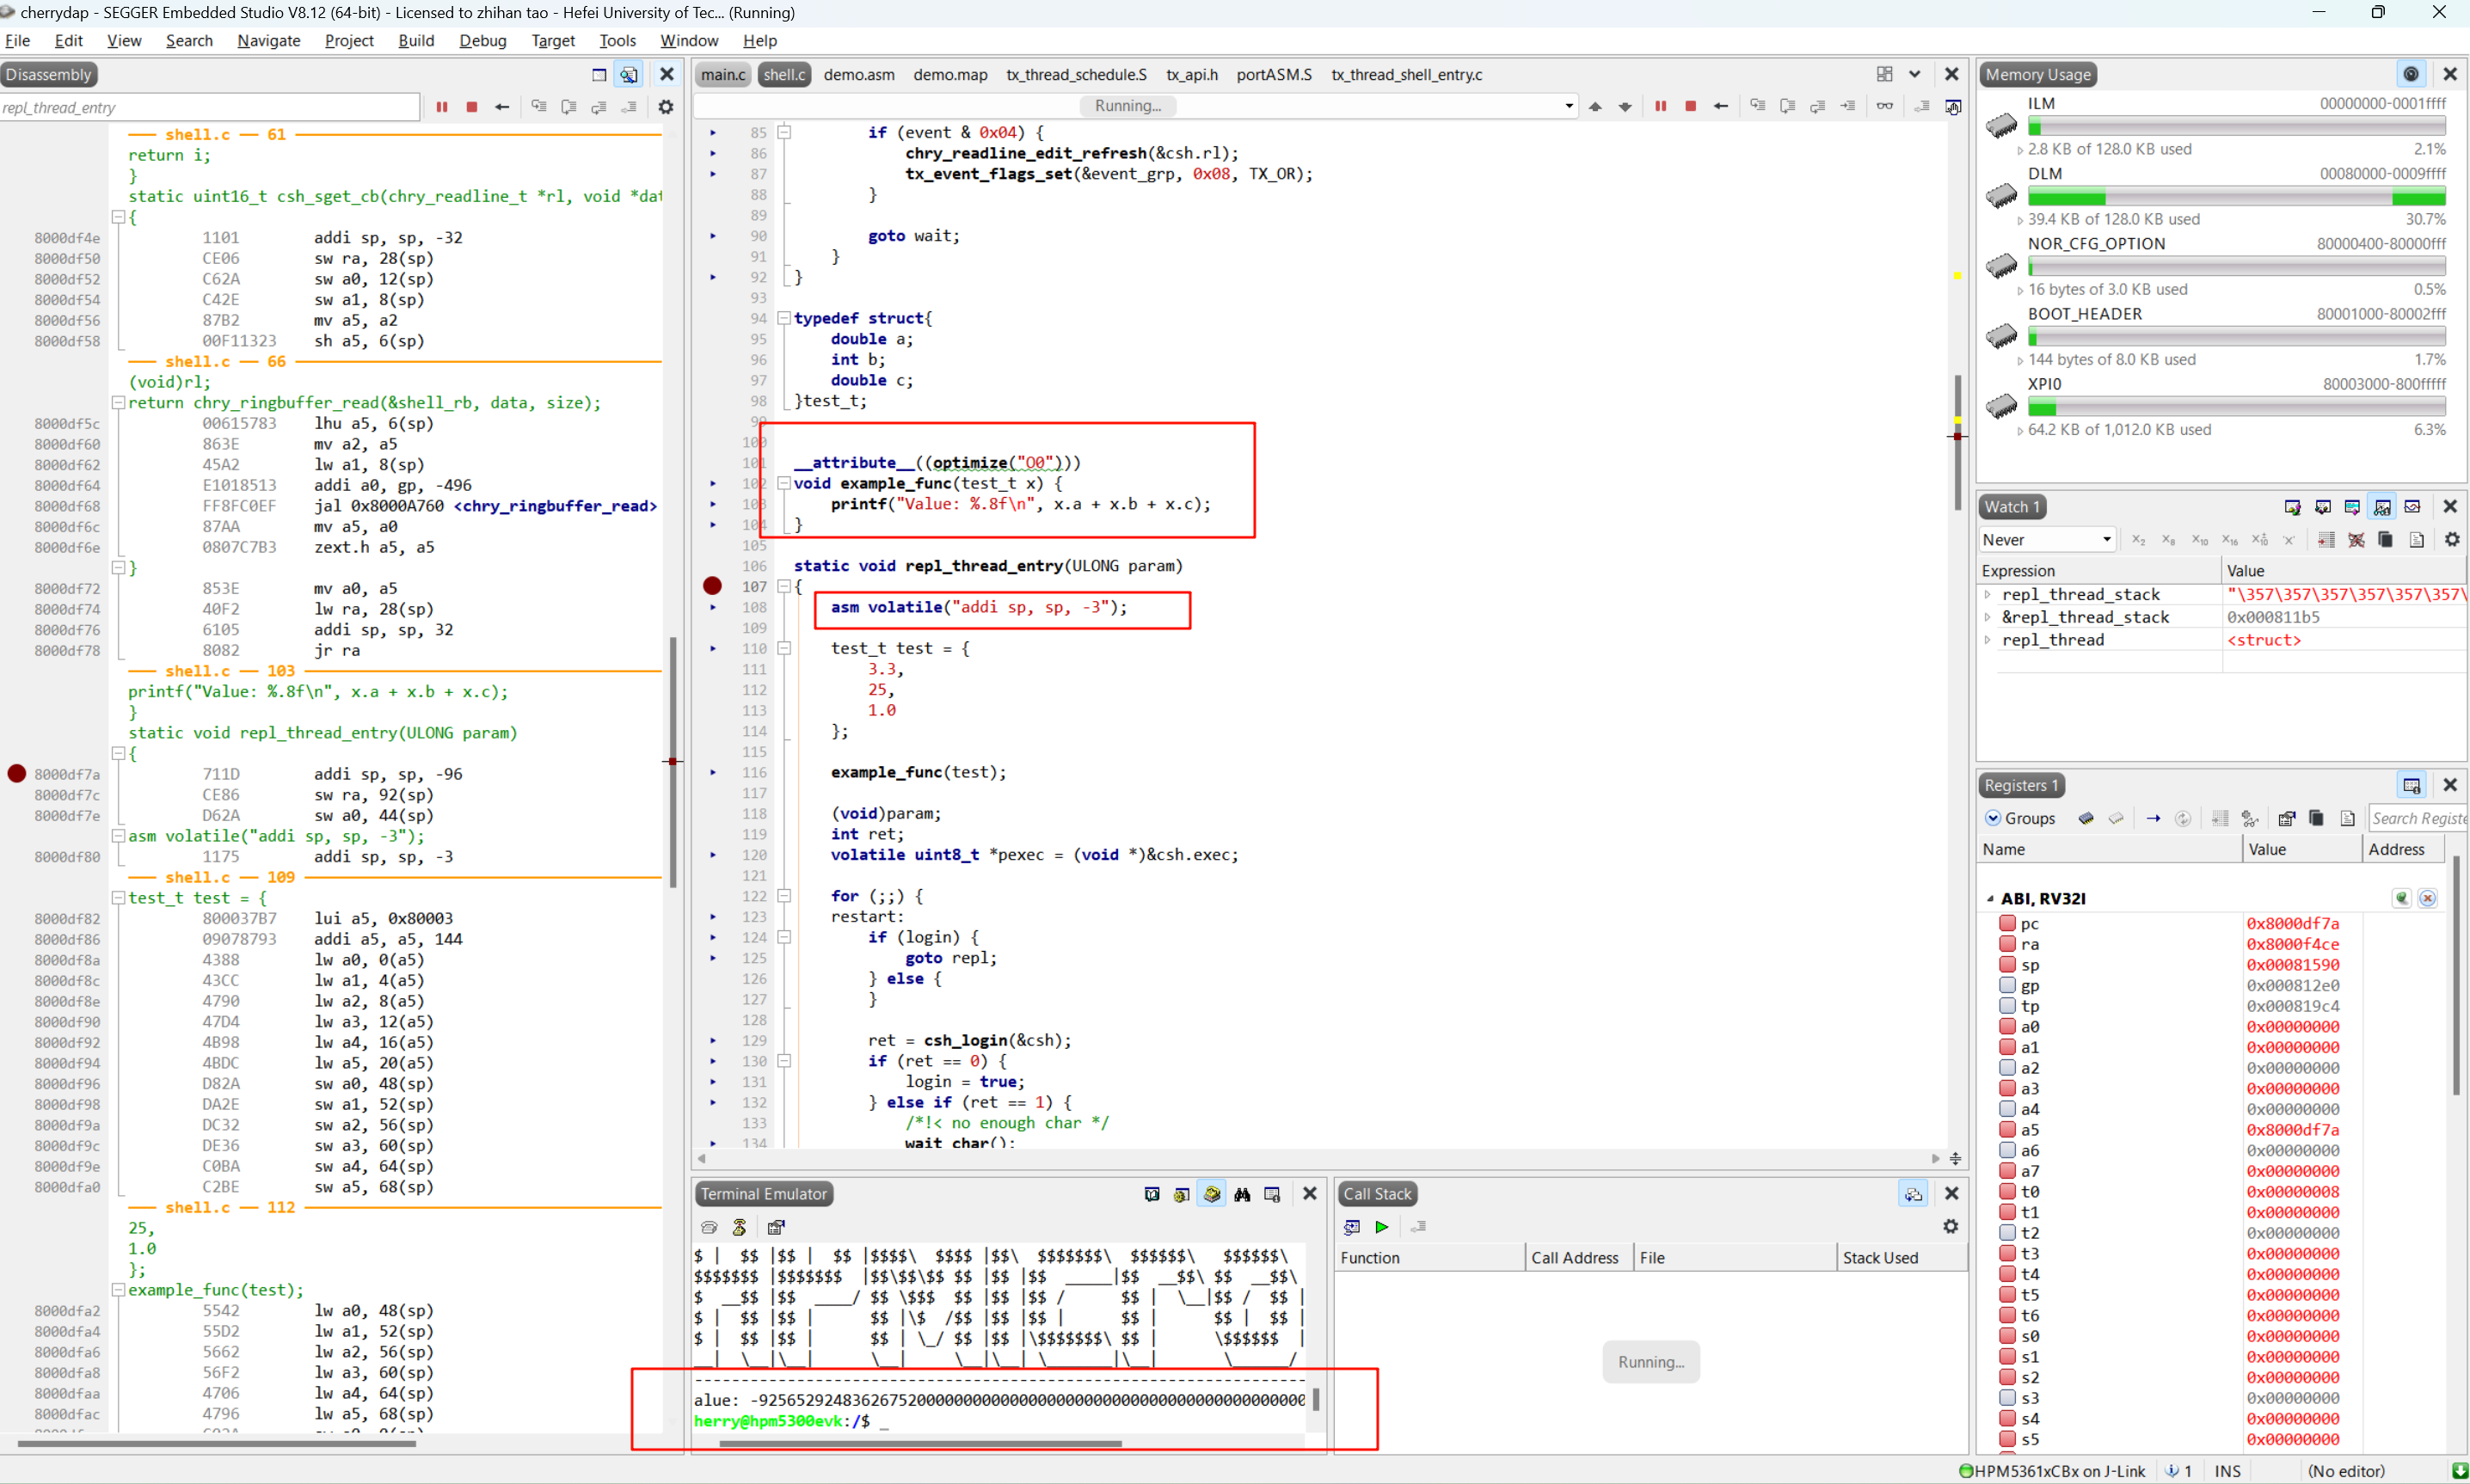 cherrydap - SEGGER Embedded Studio V8.12 (64-bit) - Licensed to zhihan tao - Hefei University of Tec... (Running)
File Edit View Search Navigate Project Build Debug Target Tools Window Help
Disassembly
repl_thread_entry
shell.c — 61
return i;
}
static uint16_t csh_sget_cb(chry_readline_t *rl, void *dat
{
8000df4e 1101 addi sp, sp, -32
8000df50 CE06 sw ra, 28(sp)
8000df52 C62A sw a0, 12(sp)
8000df54 C42E sw a1, 8(sp)
8000df56 87B2 mv a5, a2
8000df58 00F11323 sh a5, 6(sp)
shell.c — 66
(void)rl;
return chry_ringbuffer_read(&shell_rb, data, size);
8000df5c 00615783 lhu a5, 6(sp)
8000df60 863E mv a2, a5
8000df62 45A2 lw a1, 8(sp)
8000df64 E1018513 addi a0, gp, -496
8000df68 FF8FC0EF jal 0x8000A760 <chry_ringbuffer_read>
8000df6c 87AA mv a5, a0
8000df6e 0807C7B3 zext.h a5, a5
}
8000df72 853E mv a0, a5
8000df74 40F2 lw ra, 28(sp)
8000df76 6105 addi sp, sp, 32
8000df78 8082 jr ra
shell.c — 103
printf("Value: %.8f\n", x.a + x.b + x.c);
}
static void repl_thread_entry(ULONG param)
{
8000df7a 711D addi sp, sp, -96
8000df7c CE86 sw ra, 92(sp)
8000df7e D62A sw a0, 44(sp)
asm volatile("addi sp, sp, -3");
8000df80 1175 addi sp, sp, -3
shell.c — 109
test_t test = {
8000df82 800037B7 lui a5, 0x80003
8000df86 09078793 addi a5, a5, 144
8000df8a 4388 lw a0, 0(a5)
8000df8c 43CC lw a1, 4(a5)
8000df8e 4790 lw a2, 8(a5)
8000df90 47D4 lw a3, 12(a5)
8000df92 4B98 lw a4, 16(a5)
8000df94 4BDC lw a5, 20(a5)
8000df96 D82A sw a0, 48(sp)
8000df98 DA2E sw a1, 52(sp)
8000df9a DC32 sw a2, 56(sp)
8000df9c DE36 sw a3, 60(sp)
8000df9e C0BA sw a4, 64(sp)
8000dfa0 C2BE sw a5, 68(sp)
shell.c — 112
25,
1.0
};
example_func(test);
8000dfa2 5542 lw a0, 48(sp)
8000dfa4 55D2 lw a1, 52(sp)
8000dfa6 5662 lw a2, 56(sp)
8000dfa8 56F2 lw a3, 60(sp)
8000dfaa 4706 lw a4, 64(sp)
8000dfac 4796 lw a5, 68(sp)
main.c shell.c demo.asm demo.map tx_thread_schedule.S tx_api.h portASM.S tx_thread_shell_entry.c
Running...
85 if (event & 0x04) {
86 chry_readline_edit_refresh(&csh.rl);
87 tx_event_flags_set(&event_grp, 0x08, TX_OR);
88 }
89
90 goto wait;
91 }
92 }
93
94 typedef struct{
95 double a;
96 int b;
97 double c;
98 }test_t;
99
100
101 __attribute__((optimize("O0")))
102 void example_func(test_t x) {
103 printf("Value: %.8f\n", x.a + x.b + x.c);
104 }
105
106 static void repl_thread_entry(ULONG param)
107 {
108 asm volatile("addi sp, sp, -3");
109
110 test_t test = {
111 3.3,
112 25,
113 1.0
114 };
115
116 example_func(test);
117
118 (void)param;
119 int ret;
120 volatile uint8_t *pexec = (void *)&csh.exec;
121
122 for (;;) {
123 restart:
124 if (login) {
125 goto repl;
126 } else {
127 }
128
129 ret = csh_login(&csh);
130 if (ret == 0) {
131 login = true;
132 } else if (ret == 1) {
133 /*!< no enough char */
134 wait_char();
Terminal Emulator
alue: -92565292483626752000000000000000000000000000000000000000000
herry@hpm5300evk:/$ _
Call Stack
Function Call Address File Stack Used
Running...
Memory Usage
ILM 00000000-0001ffff
2.8 KB of 128.0 KB used 2.1%
DLM 00080000-0009ffff
39.4 KB of 128.0 KB used 30.7%
NOR_CFG_OPTION 80000400-80000fff
16 bytes of 3.0 KB used 0.5%
BOOT_HEADER 80001000-80002fff
144 bytes of 8.0 KB used 1.7%
XPI0 80003000-800fffff
64.2 KB of 1,012.0 KB used 6.3%
Watch 1
Never
Expression Value
repl_thread_stack "\357\357\357\357\357\357\
&repl_thread_stack 0x000811b5
repl_thread <struct>
Registers 1
Groups Search Registe
Name Value Address
ABI, RV32I
pc 0x8000df7a
ra 0x8000f4ce
sp 0x00081590
gp 0x000812e0
tp 0x000819c4
a0 0x00000000
a1 0x00000000
a2 0x00000000
a3 0x00000000
a4 0x00000000
a5 0x8000df7a
a6 0x00000000
a7 0x00000000
t0 0x00000008
t1 0x00000000
t2 0x00000000
t3 0x00000000
t4 0x00000000
t5 0x00000000
t6 0x00000000
s0 0x00000000
s1 0x00000000
s2 0x00000000
s3 0x00000000
s4 0x00000000
s5 0x00000000
HPM5361xCBx on J-Link 1 INS (No editor)